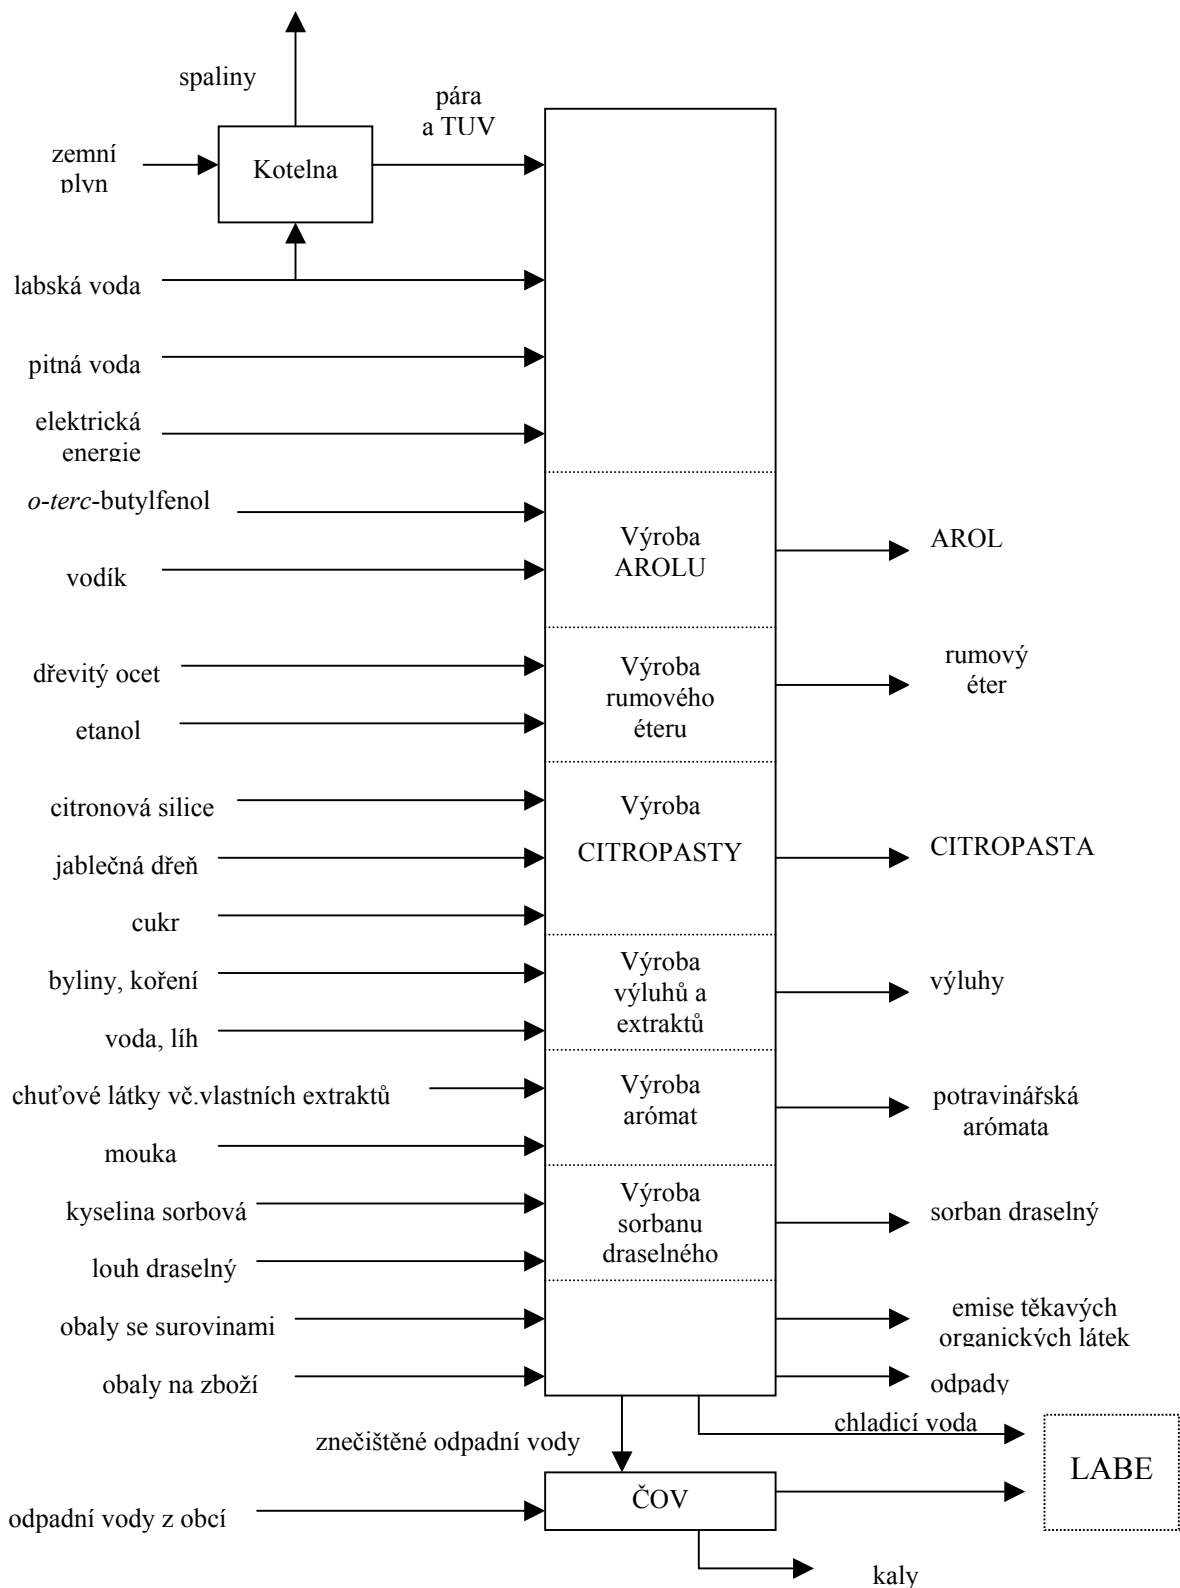 spaliny
pára
a TUV
zemní
plyn
Kotelna
labská voda
pitná voda
elektrická
energie
o-terc-butylfenol
vodík
Výroba
AROLU
AROL
dřevitý ocet
etanol
Výroba
rumového
éteru
rumový
éter
citronová silice
jablečná dřeň
cukr
Výroba
CITROPASTY
CITROPASTA
byliny, koření
voda, líh
Výroba
výluhů a
extraktů
výluhy
chuťové látky vč.vlastních extraktů
mouka
Výroba
arómat
potravinářská
arómata
kyselina sorbová
louh draselný
Výroba
sorbanu
draselného
sorban draselný
obaly se surovinami
obaly na zboží
emise těkavých
organických látek
odpady
znečištěné odpadní vody
chladicí voda
LABE
odpadní vody z obcí
ČOV
kaly